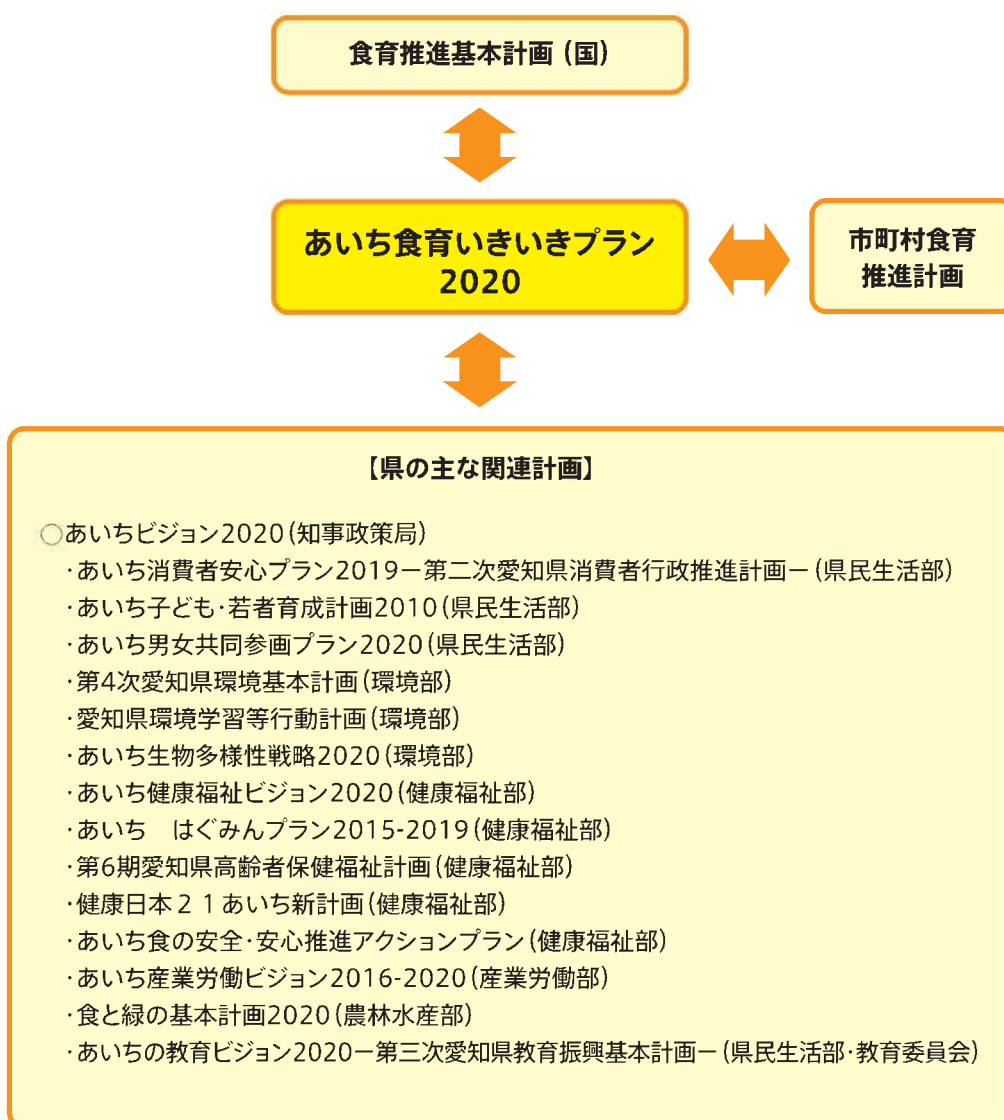 食育推進基本計画（国）
あいち食育いきいきプラン
2020
市町村食育
推進計画
【県の主な関連計画】
○あいちビジョン2020（知事政策局）
・あいち消費者安心プラン2019－第二次愛知県消費者行政推進計画－（県民生活部）
・あいち子ども・若者育成計画2010（県民生活部）
・あいち男女共同参画プラン2020（県民生活部）
・第4次愛知県環境基本計画（環境部）
・愛知県環境学習等行動計画（環境部）
・あいち生物多様性戦略2020（環境部）
・あいち健康福祉ビジョン2020（健康福祉部）
・あいち　はぐみんプラン2015-2019（健康福祉部）
・第6期愛知県高齢者保健福祉計画（健康福祉部）
・健康日本２１あいち新計画（健康福祉部）
・あいち食の安全・安心推進アクションプラン（健康福祉部）
・あいち産業労働ビジョン2016-2020（産業労働部）
・食と緑の基本計画2020（農林水産部）
・あいちの教育ビジョン2020－第三次愛知県教育振興基本計画－（県民生活部・教育委員会）